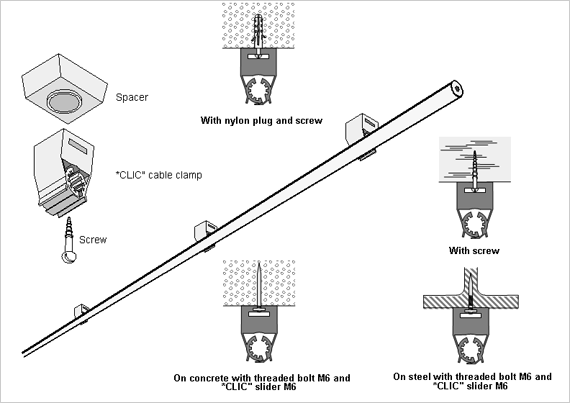 With nylon plug and screw
Spacer
*CLIC" cable clamp
Screw
With screw
On concrete with threaded bolt M6 and
*CLIC" slider M6
On steel with threaded bolt M6 and
"CLIC" slider M6